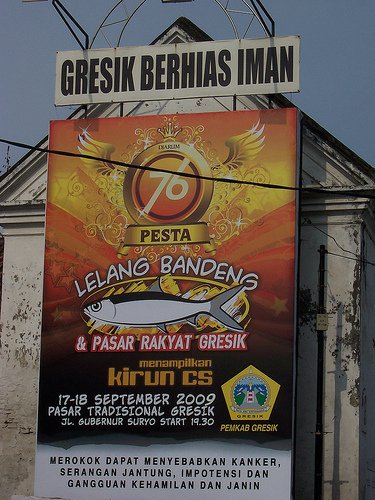 GRESIK BERHIAS IMAN
DJARUM
76
PESTA
LELANG BANDENG
& PASAR RAKYAT GRESIK
menampilkan
kirun cs
17-18 SEPTEMBER 2009
PASAR TRADISIONAL GRESIK
JL. GUBERNUR SURYO START 19.30
GRESIK
PEMKAB GRESIK
MEROKOK DAPAT MENYEBABKAN KANKER,
SERANGAN JANTUNG, IMPOTENSI DAN
GANGGUAN KEHAMILAN DAN JANIN